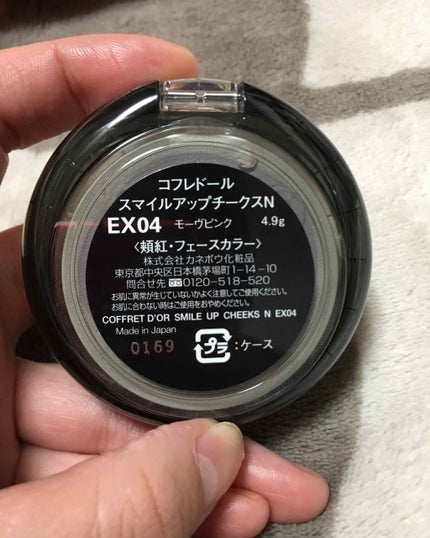 コフレドール
スマイルアップチークスN
EX04 モーヴピンク 4.9g
〈頬紅・フェースカラー〉
株式会社カネボウ化粧品
東京都中央区日本橋茅場町1-14-10
問合せ先 0120-518-520
お肌に異常が生じていないかよく注意してご使用ください。
お肌に合わない時はご使用をおやめください。
COFFRET D'OR SMILE UP CHEEKS N EX04
Made in Japan
0169 プラ:ケース